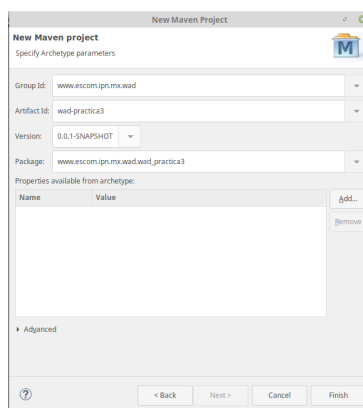 New Maven Project
New Maven project
Specify Archetype parameters
M
Group Id: www.escom.ipn.mx.wad
Artifact Id: wad-practica3
Version: 0.0.1-SNAPSHOT
Package: www.escom.ipn.mx.wad.wad_practica3
Properties available from archetype:
Name Value
Add...
Remove
Advanced
? < Back Next > Cancel Finish